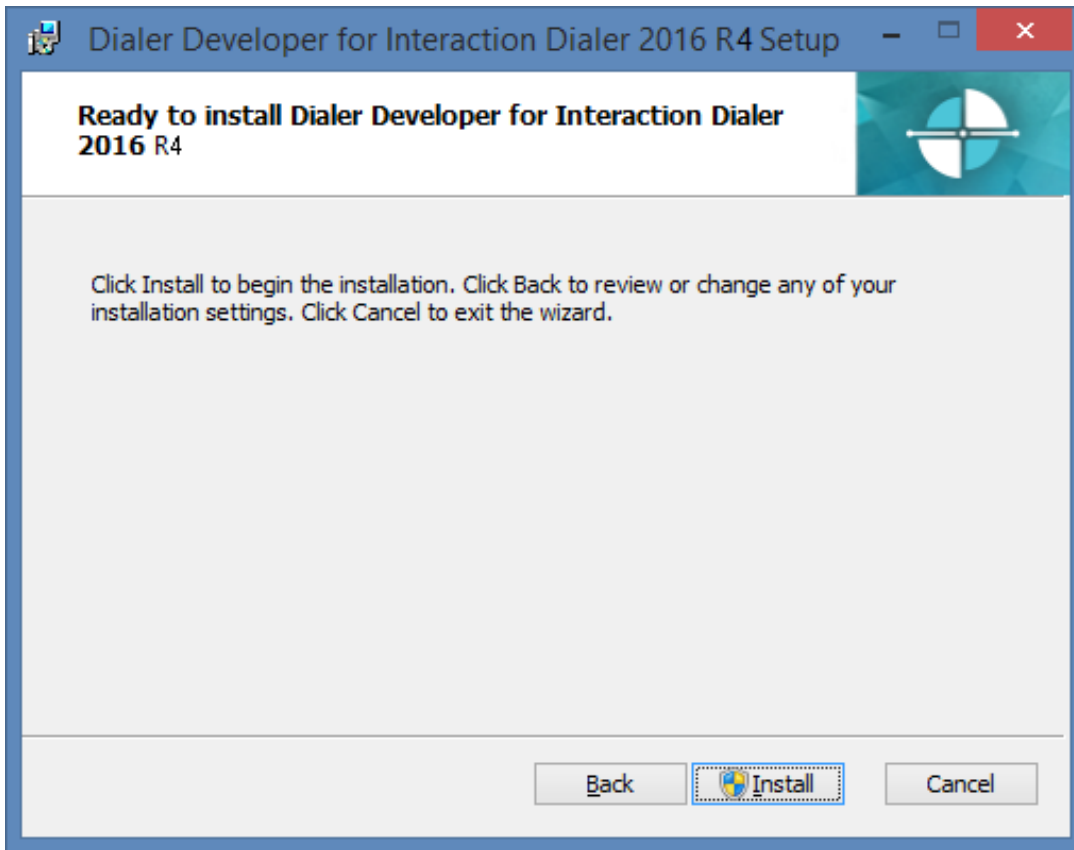 Dialer Developer for Interaction Dialer 2016 R4 Setup
Ready to install Dialer Developer for Interaction Dialer
2016 R4
Click Install to begin the installation. Click Back to review or change any of your
installation settings. Click Cancel to exit the wizard.
Back Install Cancel